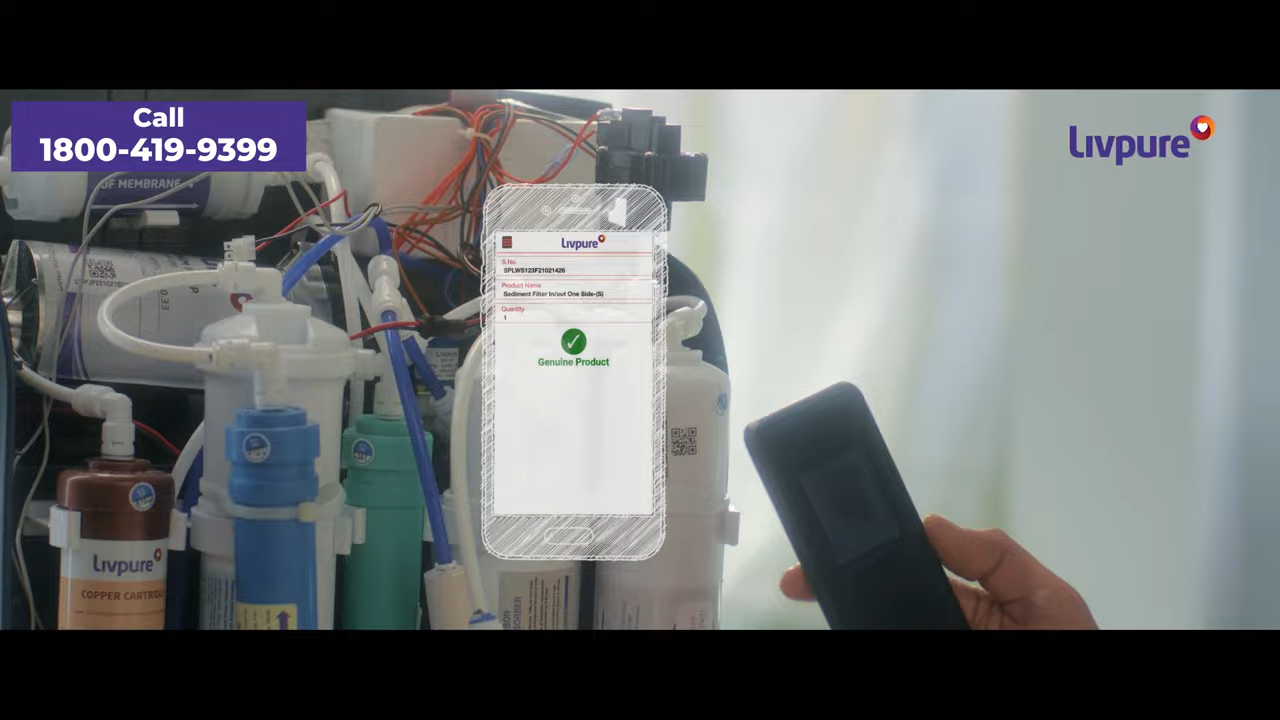 Call
1800-419-9399
Livpure
OF MEMBRANE
Livpure
S.No.
SPLWS123F21021426
Product Name
Sediment Filter In/out One Side-(S)
Quantity
1
Genuine Product
Livpure
COPPER CARTRID